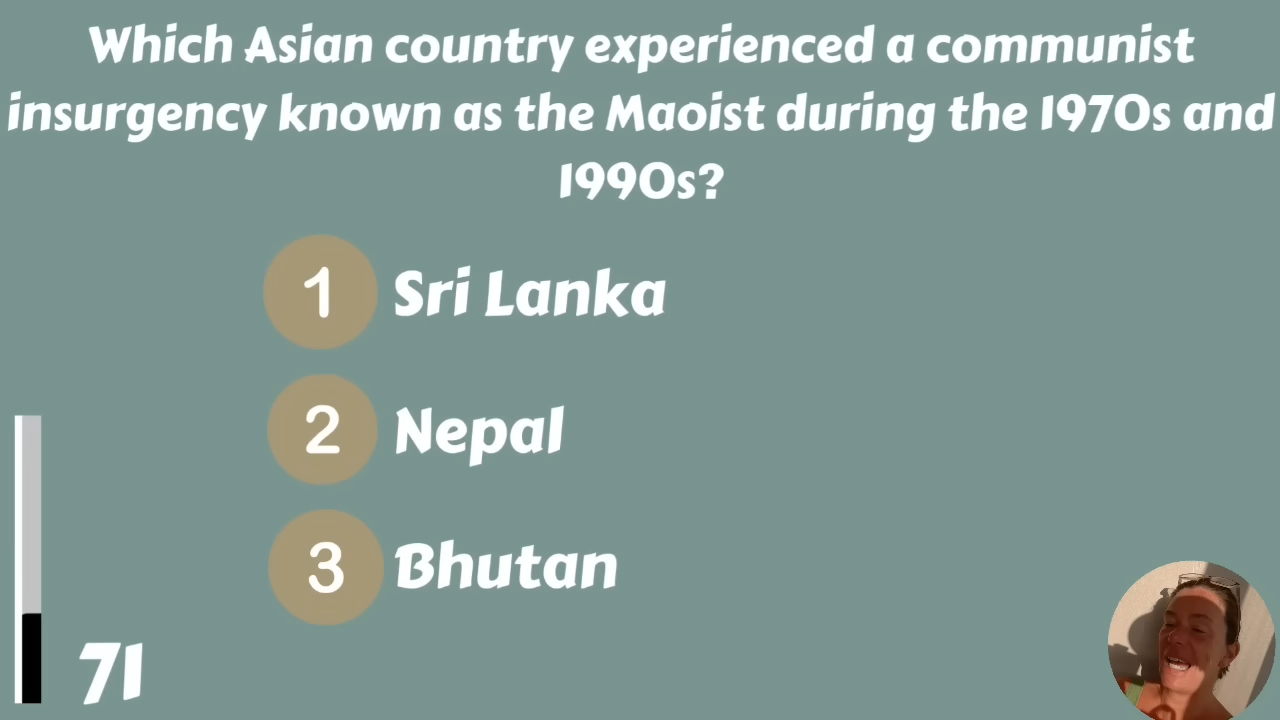 Which Asian country experienced a communist
insurgency known as the Maoist during the 1970s and
1990s?
1 Sri Lanka
2 Nepal
3 Bhutan
71